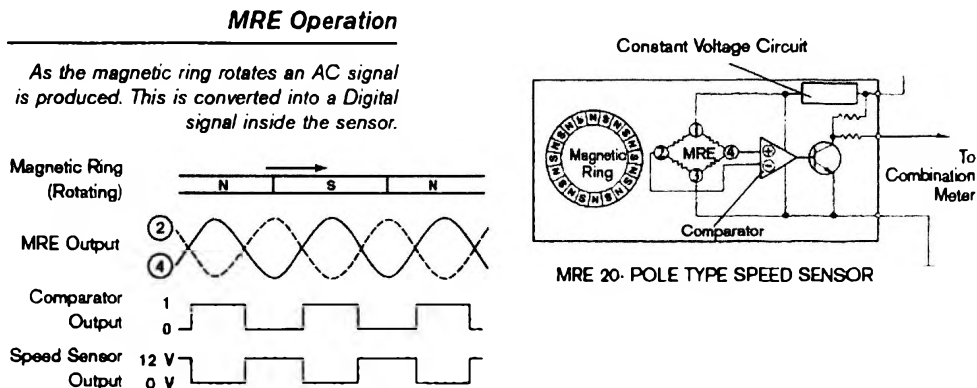 MRE Operation
As the magnetic ring rotates an AC signal
is produced. This is converted into a Digital
signal inside the sensor.
Magnetic Ring
(Rotating)
N S N
MRE Output
2
4
Comparator
Output
1
0
Speed Sensor
Output
12 V
0 V
Constant Voltage Circuit
Magnetic
Ring
1
2 MRE 4
3
+
-
To
Combination
Meter
Comparator
MRE 20- POLE TYPE SPEED SENSOR